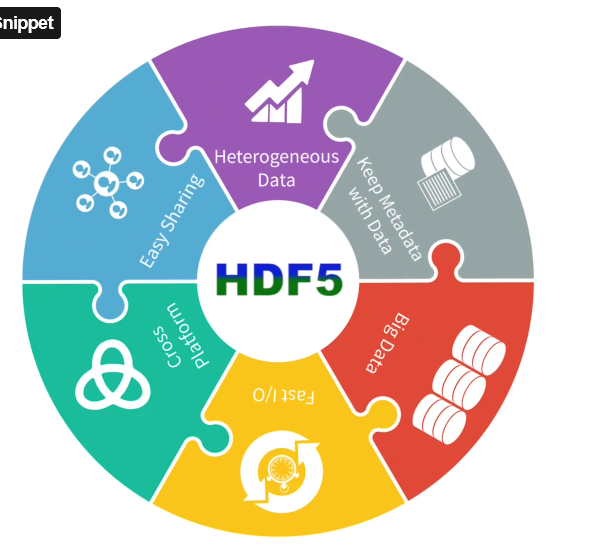 Snippet
Heterogeneous
Data
Keep Metadata
with Data
Big Data
Fast I/O
Cross
Platform
Easy Sharing
HDF5